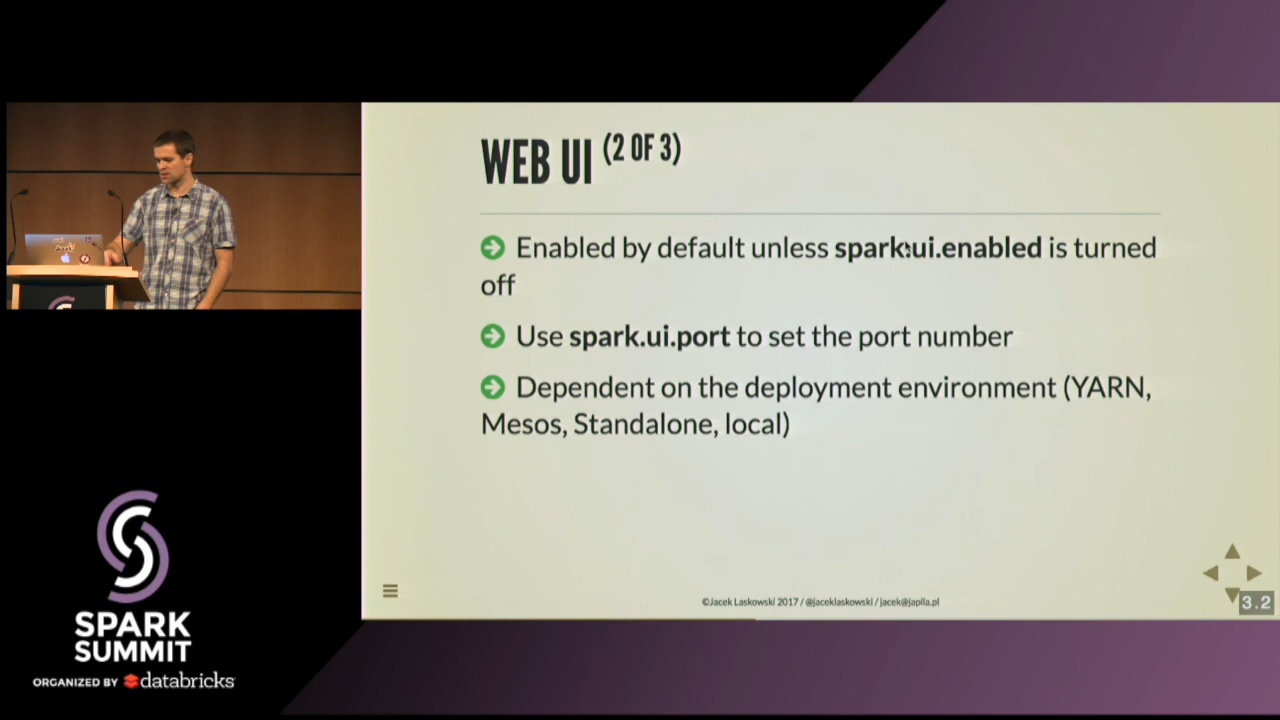 WEB UI (2 OF 3)
Enabled by default unless spark.ui.enabled is turned
off
Use spark.ui.port to set the port number
Dependent on the deployment environment (YARN,
Mesos, Standalone, local)
©Jacek Laskowski 2017 / @jaceklaskowski / jacek@japila.pl
3.2
SPARK
SUMMIT
ORGANIZED BY databricks